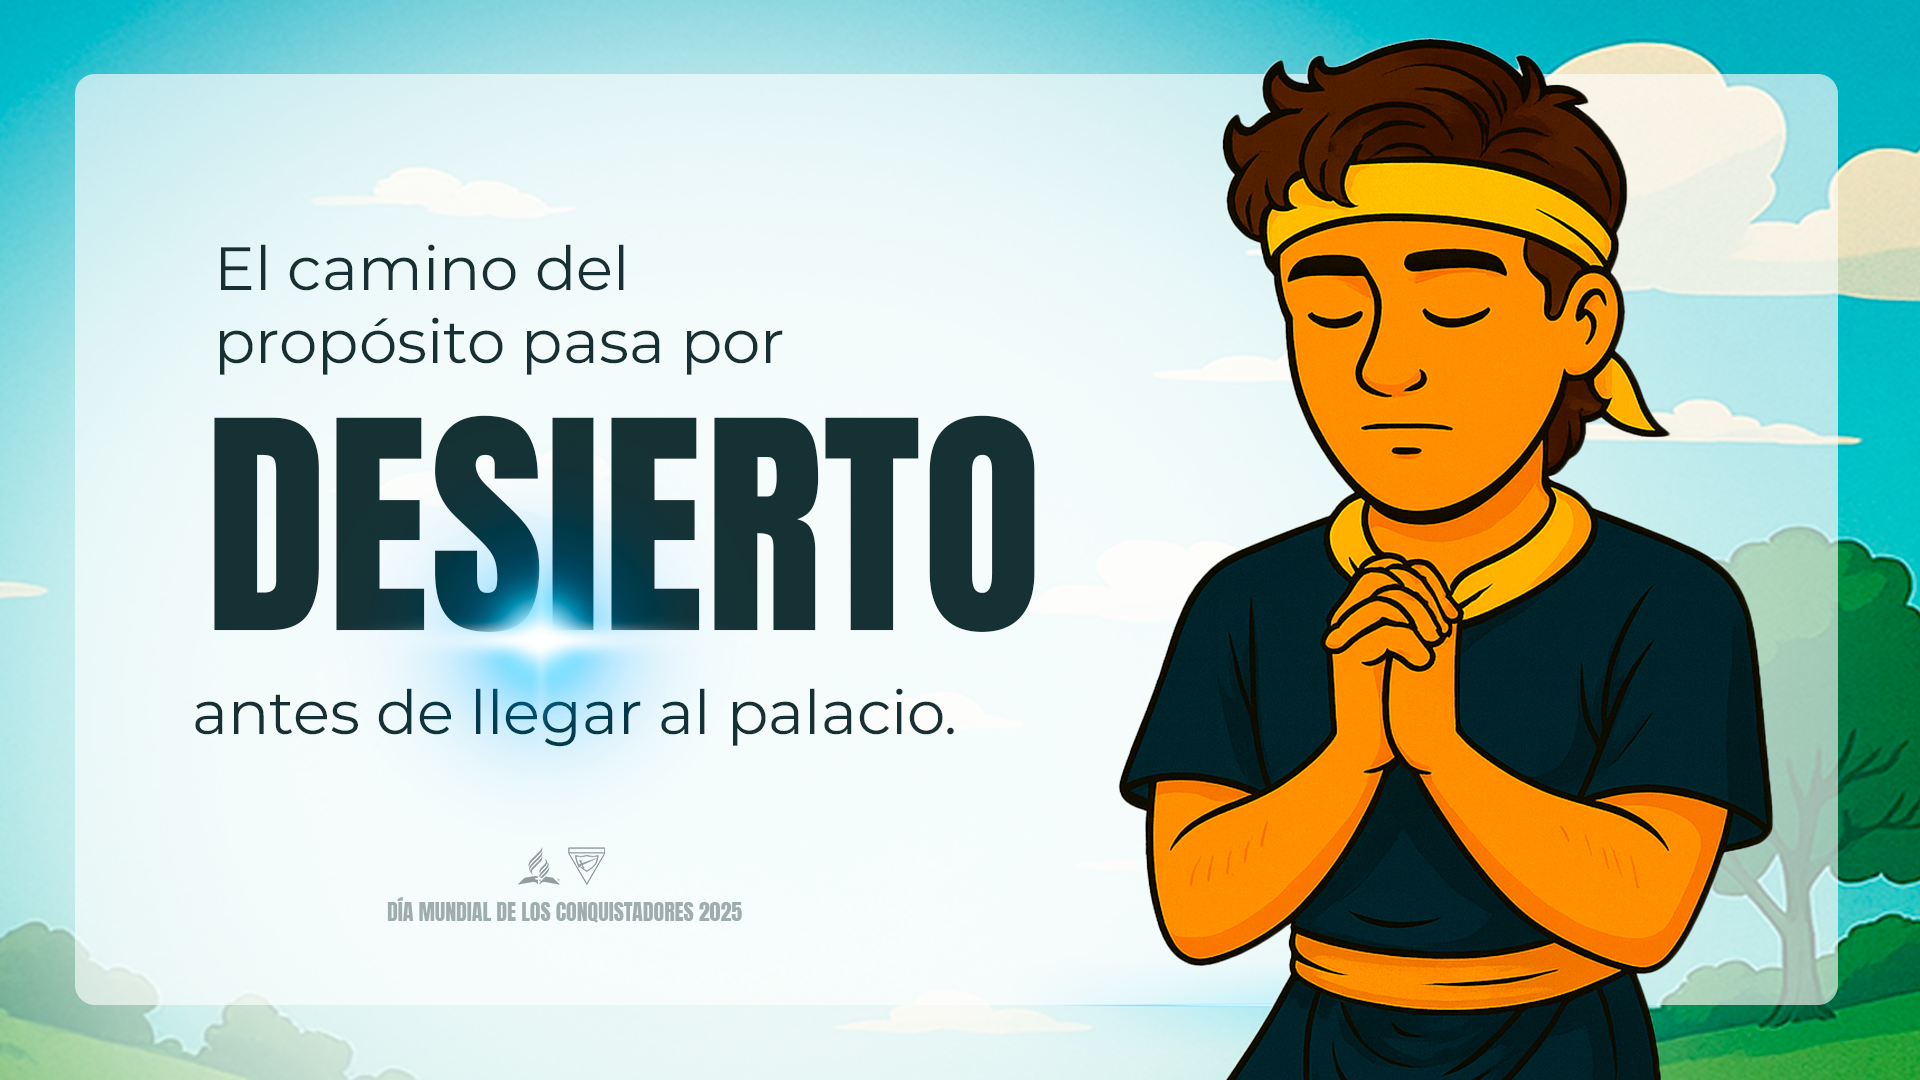 El camino del
propósito pasa por
DESIERTO
antes de llegar al palacio.
DÍA MUNDIAL DE LOS CONQUISTADORES 2025